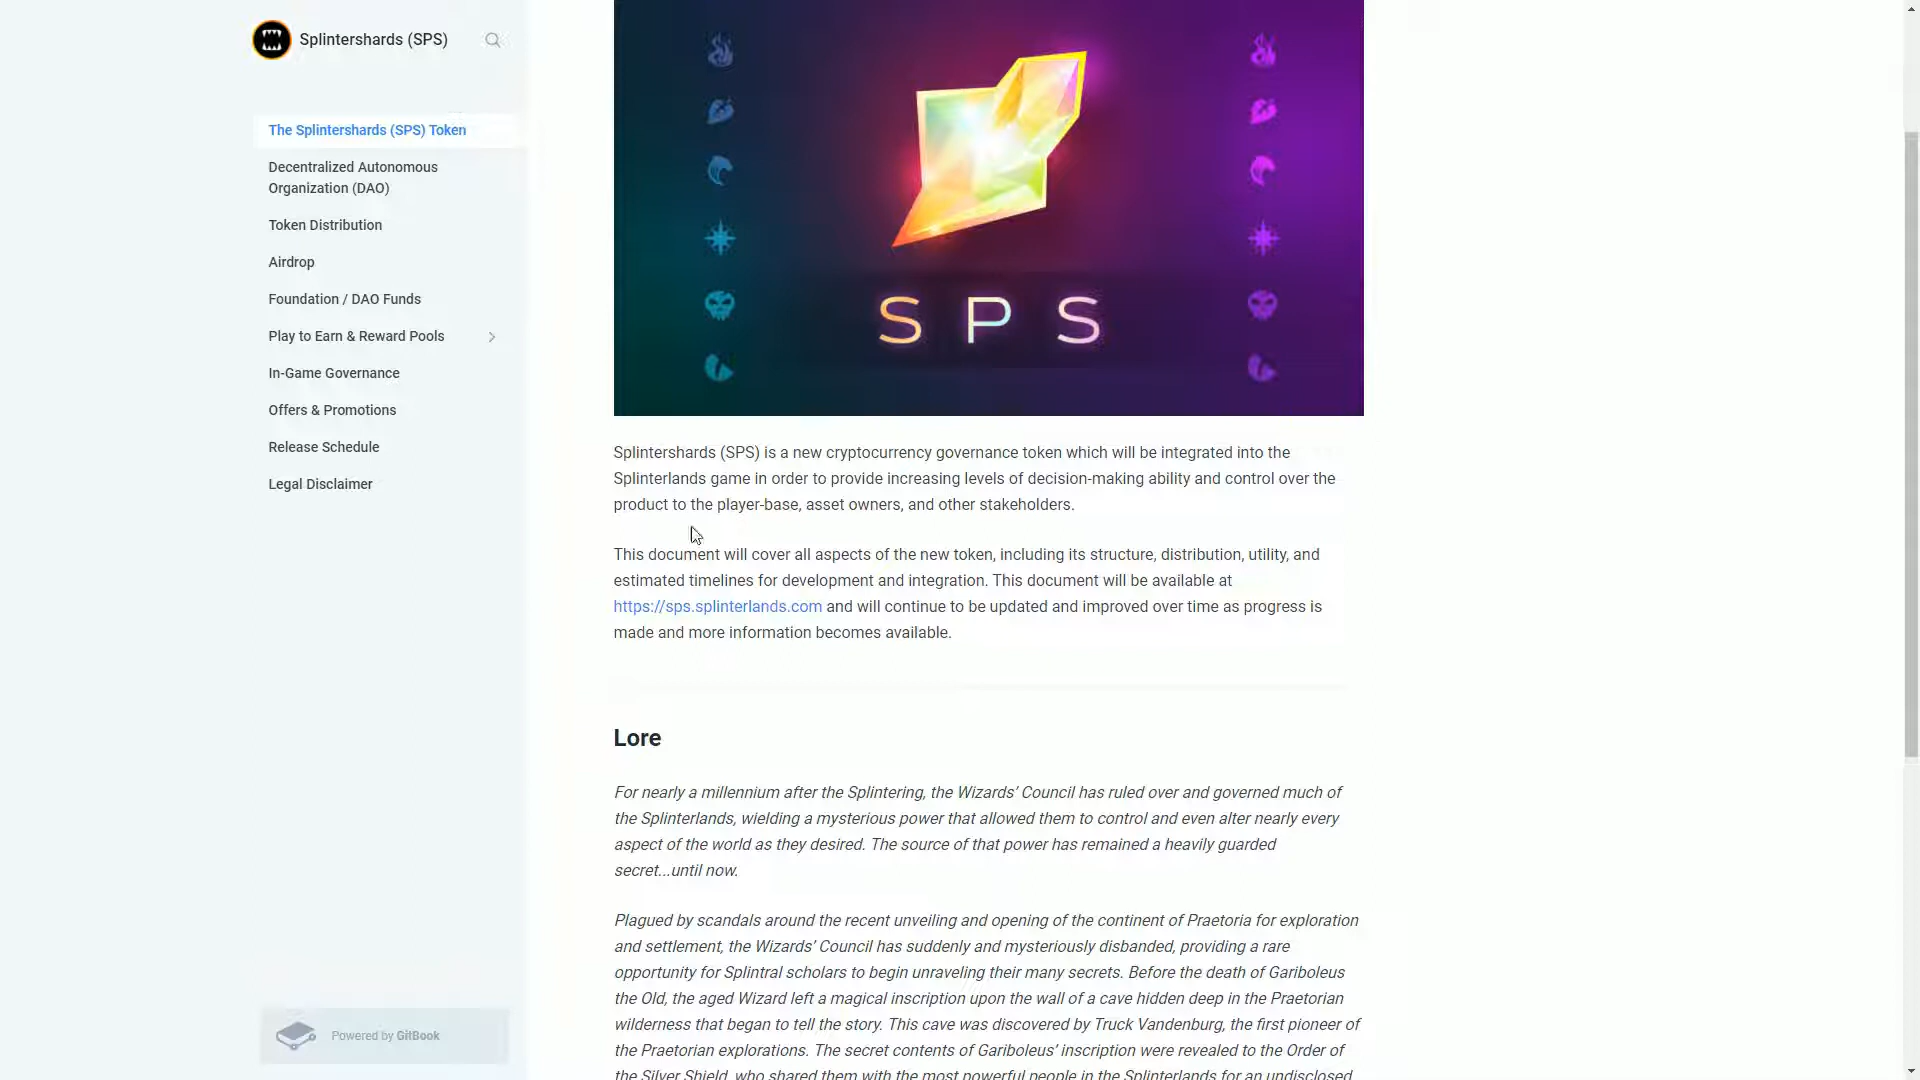 Splintershards (SPS)
The Splintershards (SPS) Token
Decentralized Autonomous
Organization (DAO)
Token Distribution
Airdrop
Foundation / DAO Funds
Play to Earn & Reward Pools
In-Game Governance
Offers & Promotions
Release Schedule
Legal Disclaimer
Powered by GitBook
SPS
Splintershards (SPS) is a new cryptocurrency governance token which will be integrated into the
Splinterlands game in order to provide increasing levels of decision-making ability and control over the
product to the player-base, asset owners, and other stakeholders.
This document will cover all aspects of the new token, including its structure, distribution, utility, and
estimated timelines for development and integration. This document will be available at
https://sps.splinterlands.com and will continue to be updated and improved over time as progress is
made and more information becomes available.
Lore
For nearly a millennium after the Splintering, the Wizards’ Council has ruled over and governed much of
the Splinterlands, wielding a mysterious power that allowed them to control and even alter nearly every
aspect of the world as they desired. The source of that power has remained a heavily guarded
secret...until now.
Plagued by scandals around the recent unveiling and opening of the continent of Praetoria for exploration
and settlement, the Wizards’ Council has suddenly and mysteriously disbanded, providing a rare
opportunity for Splintral scholars to begin unraveling their many secrets. Before the death of Gariboleus
the Old, the aged Wizard left a magical inscription upon the wall of a cave hidden deep in the Praetorian
wilderness that began to tell the story. This cave was discovered by Truck Vandenburg, the first pioneer of
the Praetorian explorations. The secret contents of Gariboleus’ inscription were revealed to the Order of
the Silver Shield, who shared them with the most powerful people in the Splinterlands for an undisclosed